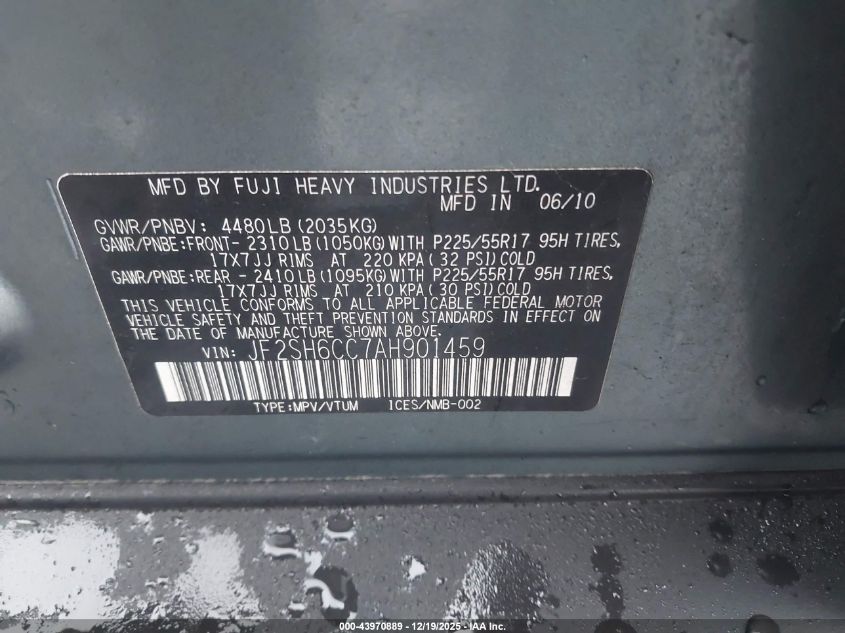 MFD BY FUJI HEAVY INDUSTRIES LTD.
MFD IN 06/10
GVWR/PNBV: 4480LB (2035KG)
GAWR/PNBE:FRONT- 2310LB (1050KG) WITH P225/55R17 95H TIRES,
17X7JJ RIMS AT 220 KPA ( 32 PSI) COLD
GAWR/PNBE:REAR - 2410LB (1095KG) WITH P225/55R17 95H TIRES,
17X7JJ RIMS AT 210 KPA ( 30 PSI) COLD
THIS VEHICLE CONFORMS TO ALL APPLICABLE FEDERAL MOTOR
VEHICLE SAFETY AND THEFT PREVENTION STANDARDS IN EFFECT ON
THE DATE OF MANUFACTURE SHOWN ABOVE.
VIN: JF2SH6CC7AH901459
TYPE:MPV/VTUM ICES/NMB-002
000-43970889 - 12/19/2025 - IAA Inc.